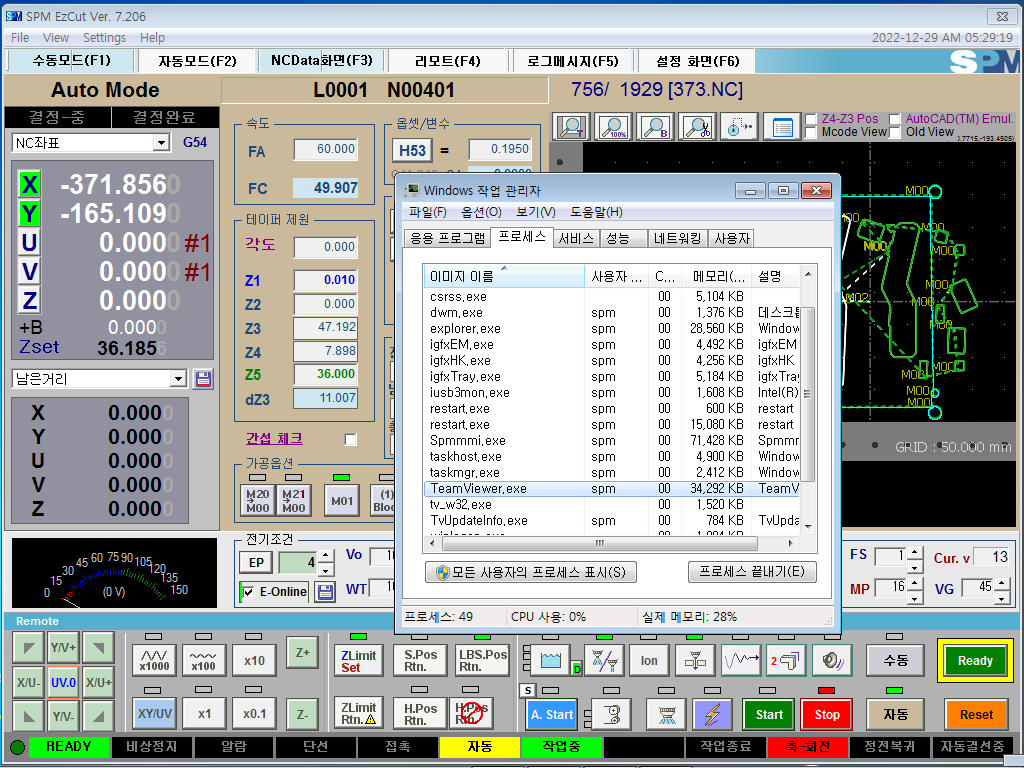 SPM EzCut Ver. 7.206
File View Settings Help
2022-12-29 AM 05:29:19
수동모드(F1) 자동모드(F2) NCData화면(F3) 리모트(F4) 로그메시지(F5) 설정 화면(F6) SPM
Auto Mode L0001 N00401 756/ 1929 [373.NC]
결정-중 결정완료
NC좌표 G54
X -371.8560
Y -165.1090
U 0.0000 #1
V 0.0000 #1
Z 0.0000
+B 0.0000
Zset 36.1856
남은거리
X 0.0000
Y 0.0000
U 0.0000
V 0.0000
Z 0.0000
속도
FA 60.000
FC 49.907
옵셋/변수
H53 = 0.1950
테이퍼 제원
각도 0.000
Z1 0.010
Z2 0.000
Z3 47.192
Z4 7.898
Z5 36.000
dZ3 11.007
간섭 체크
가공옵션
M20 M00
M21 M00
M01
(1)
T 100% B
Z4-Z3 Pos AutoCAD(TM) Emul.
Mcode View Old View
M00
M00
M00
M02
M00
M00
M00
M00
M00
M00
GRID : 50.000 mm
Windows 작업 관리자
파일(F) 옵션(O) 보기(V) 도움말(H)
응용 프로그램 프로세스 서비스 성능 네트워킹 사용자
이미지 이름 사용자 ... C... 메모리(... 설명
csrss.exe 00 5,104 KB
dwm.exe spm 00 1,376 KB 데스크톱
explorer.exe spm 00 28,560 KB Window
igfxEM.exe spm 00 4,492 KB igfxEM
igfxHK.exe spm 00 4,256 KB igfxHK
igfxTray.exe spm 00 5,184 KB igfxTra
iusb3mon.exe spm 00 1,608 KB Intel(R)
restart.exe spm 00 600 KB restart
restart.exe spm 00 15,080 KB restart
Spmmmi.exe spm 00 71,428 KB Spmmr
taskhost.exe spm 00 4,900 KB Window
taskmgr.exe spm 00 2,412 KB Window
TeamViewer.exe spm 00 34,292 KB TeamV
tv_w32.exe 00 1,520 KB
TvUpdateInfo.exe spm 00 784 KB TvUpda
모든 사용자의 프로세스 표시(S) 프로세스 끝내기(E)
프로세스: 49 CPU 사용: 0% 실제 메모리: 28%
0 15 30 45 60 75 90 105 120 135 150
(0 V)
전기조건
EP 4 Vo
E-Online WT
FS 1 Cur. v 13
MP 16 VG 45
Remote
Y/V+
X/U- UV.0 X/U+
Y/V-
x1000 x100 x10 Z+
XY/UV x1 x0.1 Z-
ZLimit Set S.Pos Rtn. LBS.Pos Rtn.
ZLimit Rtn. H.Pos Rtn.
D Ion 2 수동 Ready
S A. Start Start Stop 자동 Reset
READY 비상정지 알람 단선 접촉 자동 작업중 작업종료 축-회전 정전복귀 자동결선중